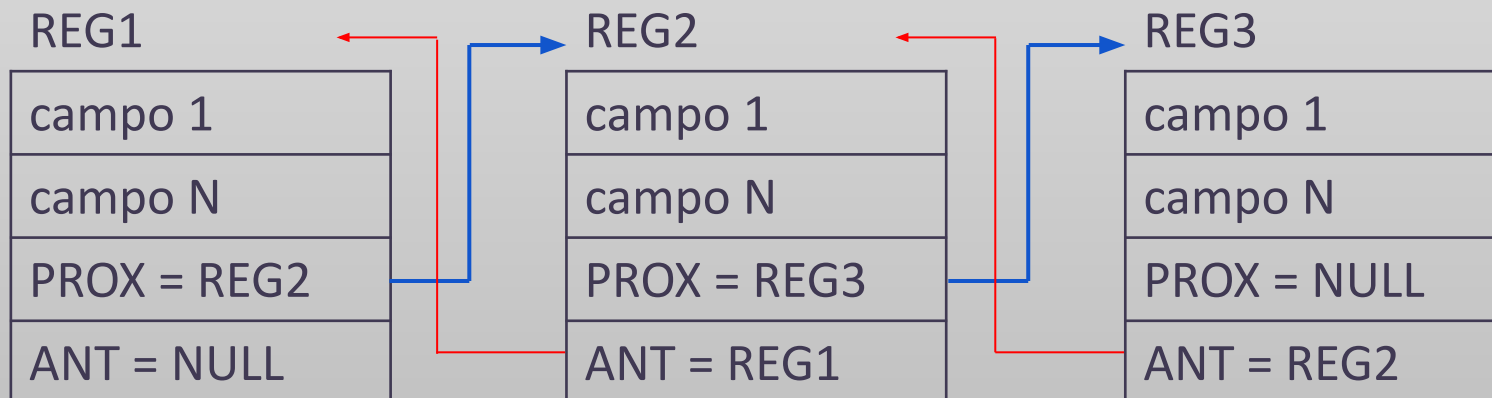 REG1
campo 1
campo N
PROX = REG2
ANT = NULL
REG2
campo 1
campo N
PROX = REG3
ANT = REG1
REG3
campo 1
campo N
PROX = NULL
ANT = REG2